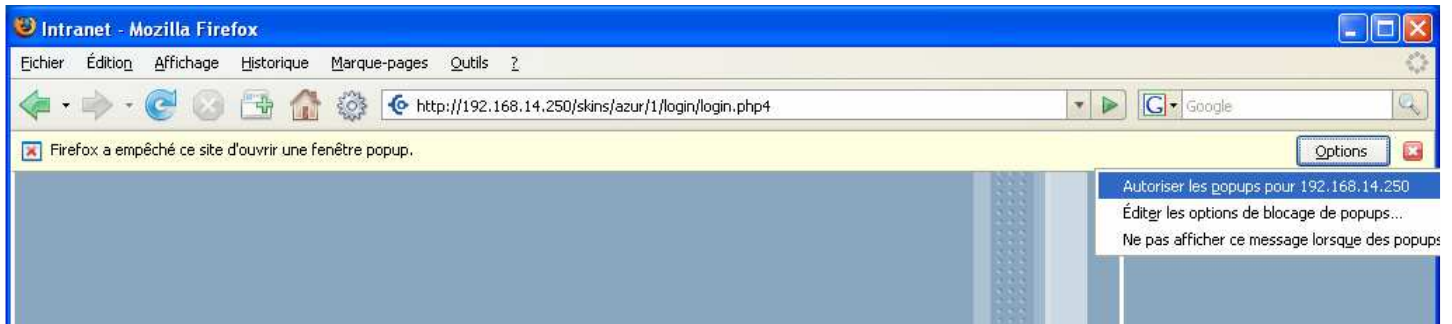 Intranet - Mozilla Firefox
Fichier Édition Affichage Historique Marque-pages Outils ?
http://192.168.14.250/skins/azur/1/login/login.php4 G Google
Firefox a empêché ce site d'ouvrir une fenêtre popup. Options
Autoriser les popups pour 192.168.14.250
Éditer les options de blocage de popups...
Ne pas afficher ce message lorsque des popups